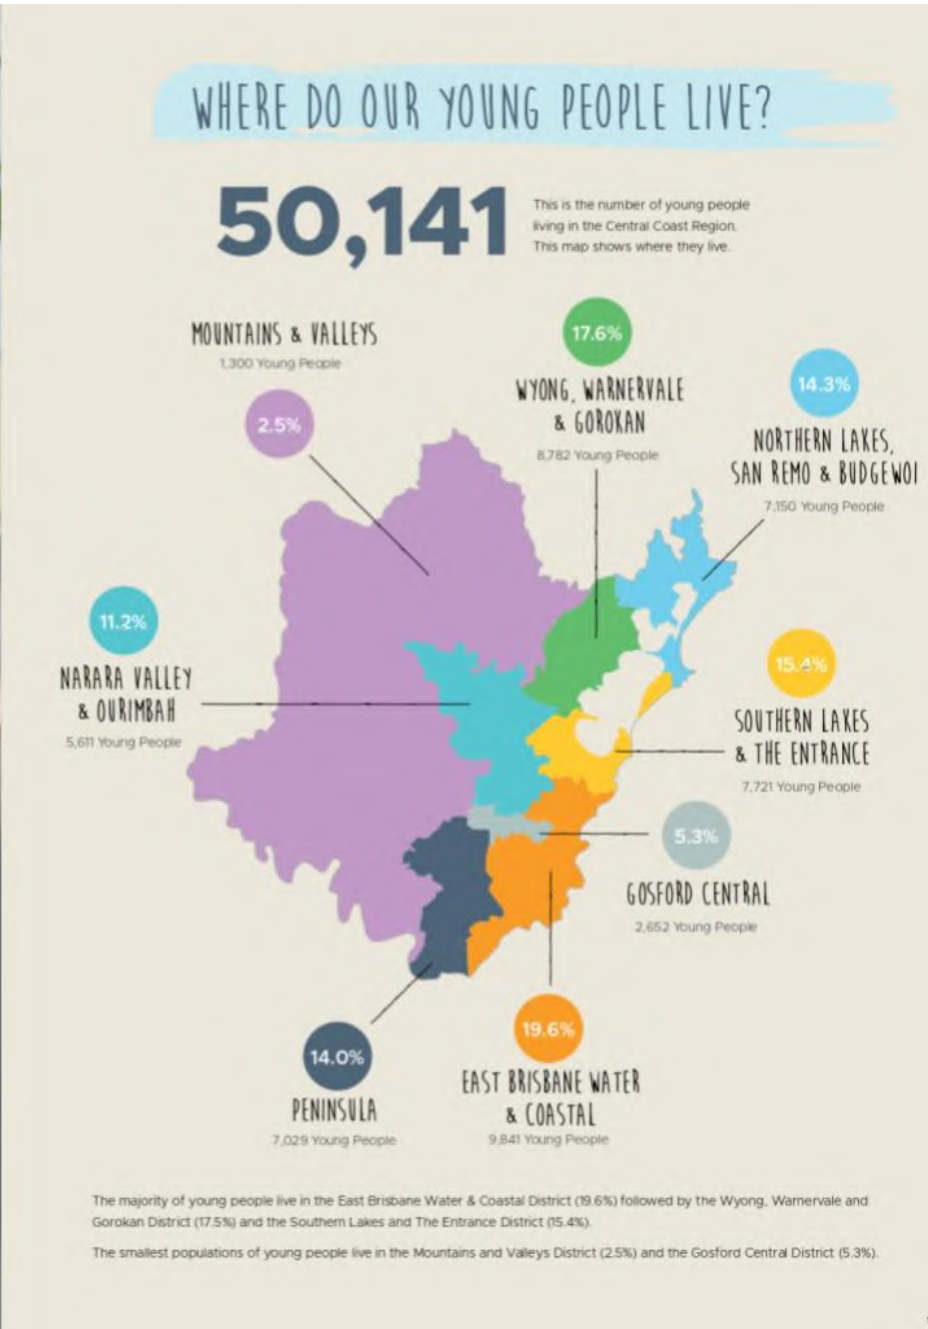 WHERE DO OUR YOUNG PEOPLE LIVE?
50,141
This is the number of young people
living in the Central Coast Region.
This map shows where they live.
MOUNTAINS & VALLEYS
1,300 Young People
2.5%
17.6%
WYONG, WARNERVALE
& GOROKAN
8,782 Young People
14.3%
NORTHERN LAKES,
SAN REMO & BUDGEWOI
7,150 Young People
11.2%
NARARA VALLEY
& OURIMBAH
5,611 Young People
15.4%
SOUTHERN LAKES
& THE ENTRANCE
7,721 Young People
5.3%
GOSFORD CENTRAL
2,652 Young People
14.0%
PENINSULA
7,029 Young People
19.6%
EAST BRISBANE WATER
& COASTAL
9,841 Young People
The majority of young people live in the East Brisbane Water & Coastal District (19.6%) followed by the Wyong, Warnervale and
Gorokan District (17.5%) and the Southern Lakes and The Entrance District (15.4%).
The smallest populations of young people live in the Mountains and Valleys District (2.5%) and the Gosford Central District (5.3%).